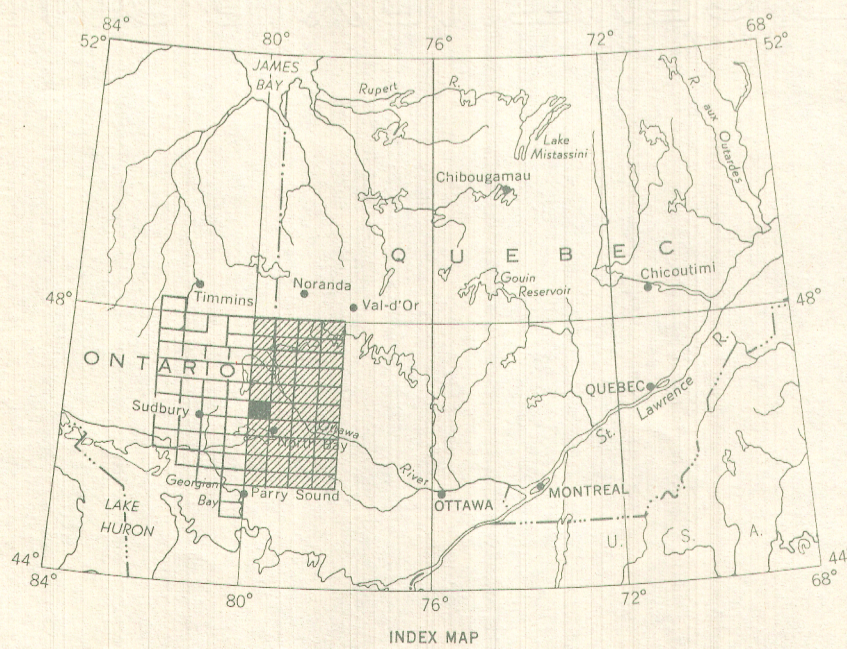 84°
52°
80°
76°
72°
68°
52°
JAMES
BAY
Rupert R.
R. aux Outardes
Lake
Mistassini
Chibougamau
QUEBEC
Gouin
Reservoir
Chicoutimi
Timmins
Noranda
Val-d'Or
48°
48°
ONTARIO
QUEBEC
R.
St. Lawrence
Sudbury
North Bay
Ottawa
River
Georgian
Bay
Parry Sound
OTTAWA
MONTREAL
LAKE
HURON
U. S. A.
44°
84°
80°
76°
72°
44
68°
INDEX MAP